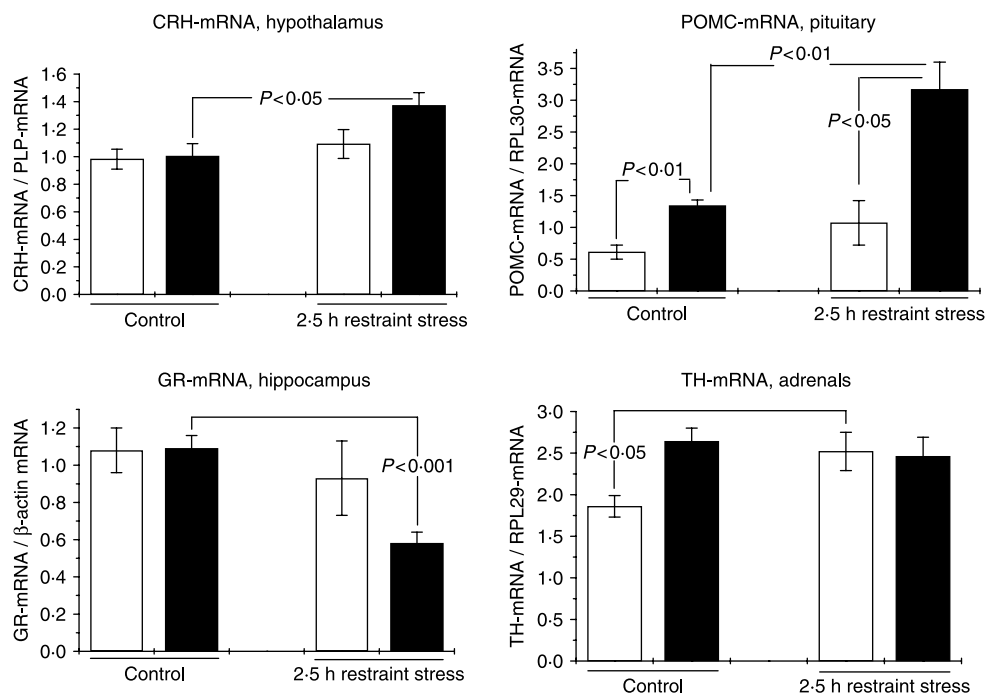 CRH-mRNA, hypothalamus
CRH-mRNA / PLP-mRNA
1·6
1·4
1·2
1·0
0·8
0·6
0·4
0·2
0·0
P<0·05
Control
2·5 h restraint stress
POMC-mRNA, pituitary
POMC-mRNA / RPL30-mRNA
3·5
3·0
2·5
2·0
1·5
1·0
0·5
0·0
P<0·01
P<0·01
P<0·05
Control
2·5 h restraint stress
GR-mRNA, hippocampus
GR-mRNA / β-actin mRNA
1·2
1·0
0·8
0·6
0·4
0·2
0·0
P<0·001
Control
2·5 h restraint stress
TH-mRNA, adrenals
TH-mRNA / RPL29-mRNA
3·0
2·5
2·0
1·5
1·0
0·5
0·0
P<0·05
Control
2·5 h restraint stress